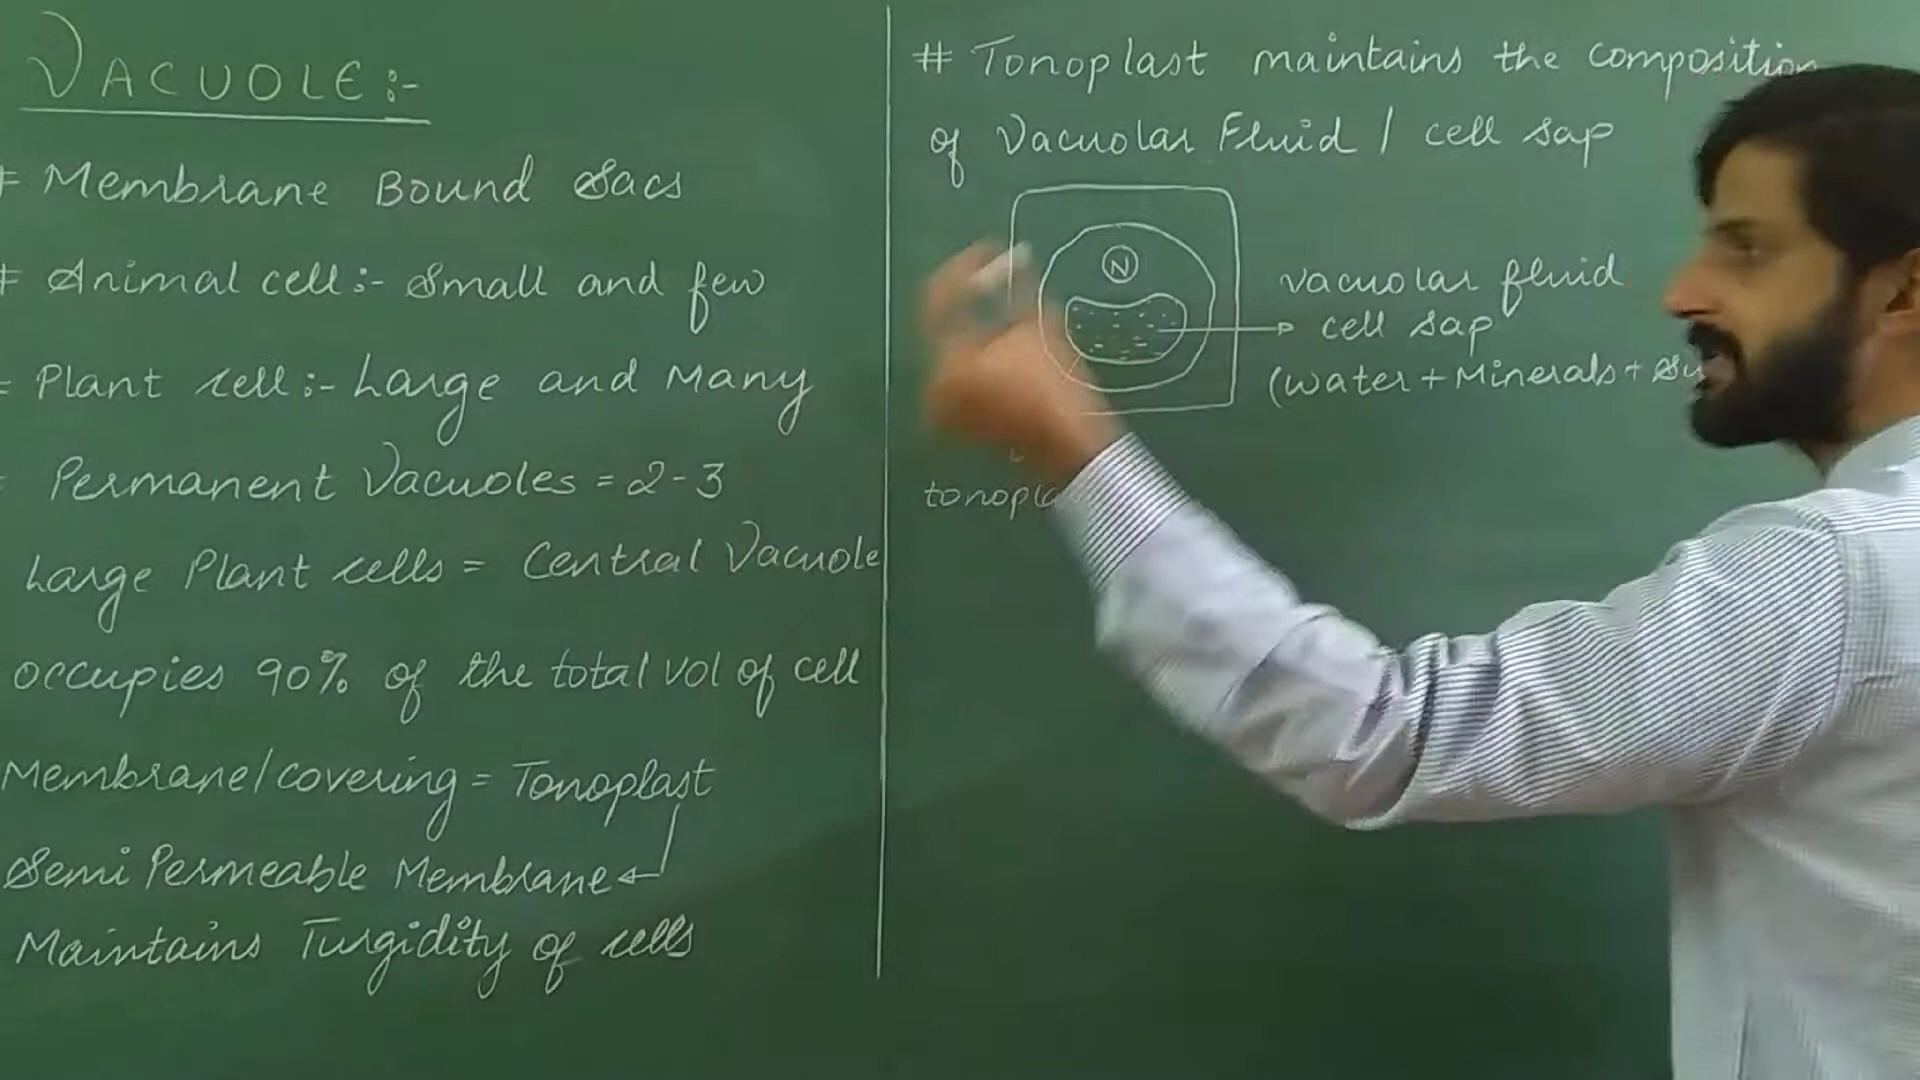 VACUOLE:-
# Membrane Bound Sacs
# Animal cell:- Small and few
= Plant cell:- Large and Many
= Permanent Vacuoles = 2-3
Large Plant cells = Central Vacuole
occupies 90% of the total vol of cell
Membrane/covering = Tonoplast
Semi Permeable Membrane
Maintains Turgidity of cells
# Tonoplast maintains the composition
of Vacuolar Fluid / cell sap
N
vacuolar fluid
cell sap
(water + Minerals +